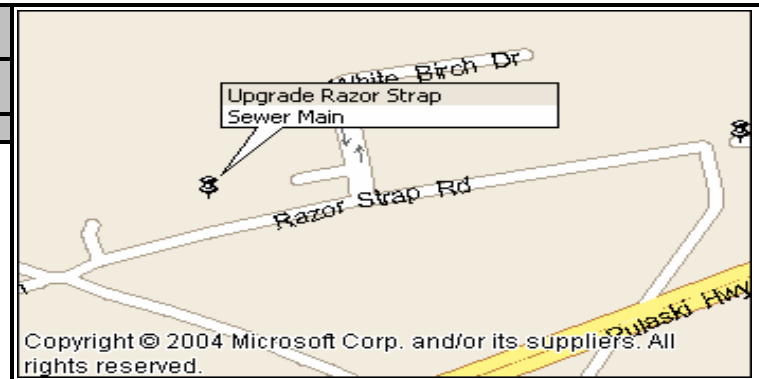 White Birch Dr
Upgrade Razor Strap
Sewer Main
Razor Strap Rd
Pulaski Hwy
Copyright © 2004 Microsoft Corp. and/or its suppliers. All
rights reserved.